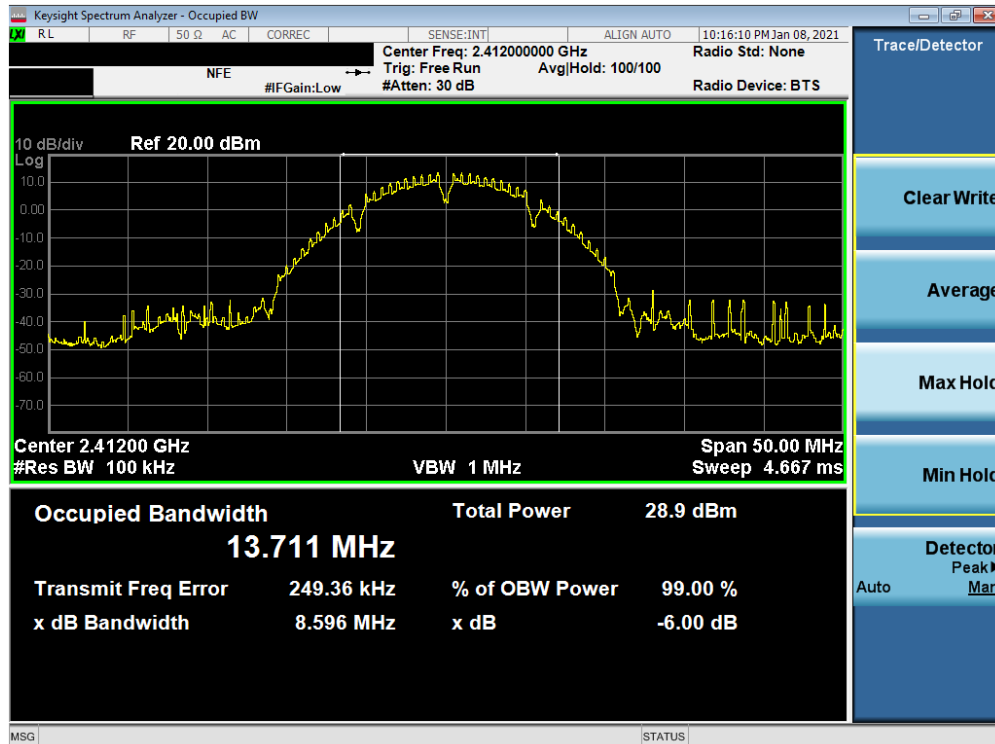 Keysight Spectrum Analyzer - Occupied BW
LXI RL RF 50 Ω AC CORREC SENSE:INT ALIGN AUTO 10:16:10 PM Jan 08, 2021
Center Freq: 2.412000000 GHz Radio Std: None
NFE Trig: Free Run Avg|Hold: 100/100
#IFGain:Low #Atten: 30 dB Radio Device: BTS
Trace/Detector
10 dB/div Ref 20.00 dBm
Log
10.0
0.00
-10.0
-20.0
-30.0
-40.0
-50.0
-60.0
-70.0
Center 2.41200 GHz Span 50.00 MHz
#Res BW 100 kHz VBW 1 MHz Sweep 4.667 ms
Occupied Bandwidth Total Power 28.9 dBm
13.711 MHz
Transmit Freq Error 249.36 kHz % of OBW Power 99.00 %
x dB Bandwidth 8.596 MHz x dB -6.00 dB
Clear Write
Average
Max Hold
Min Hold
Detector
Peak
Auto Man
MSG STATUS